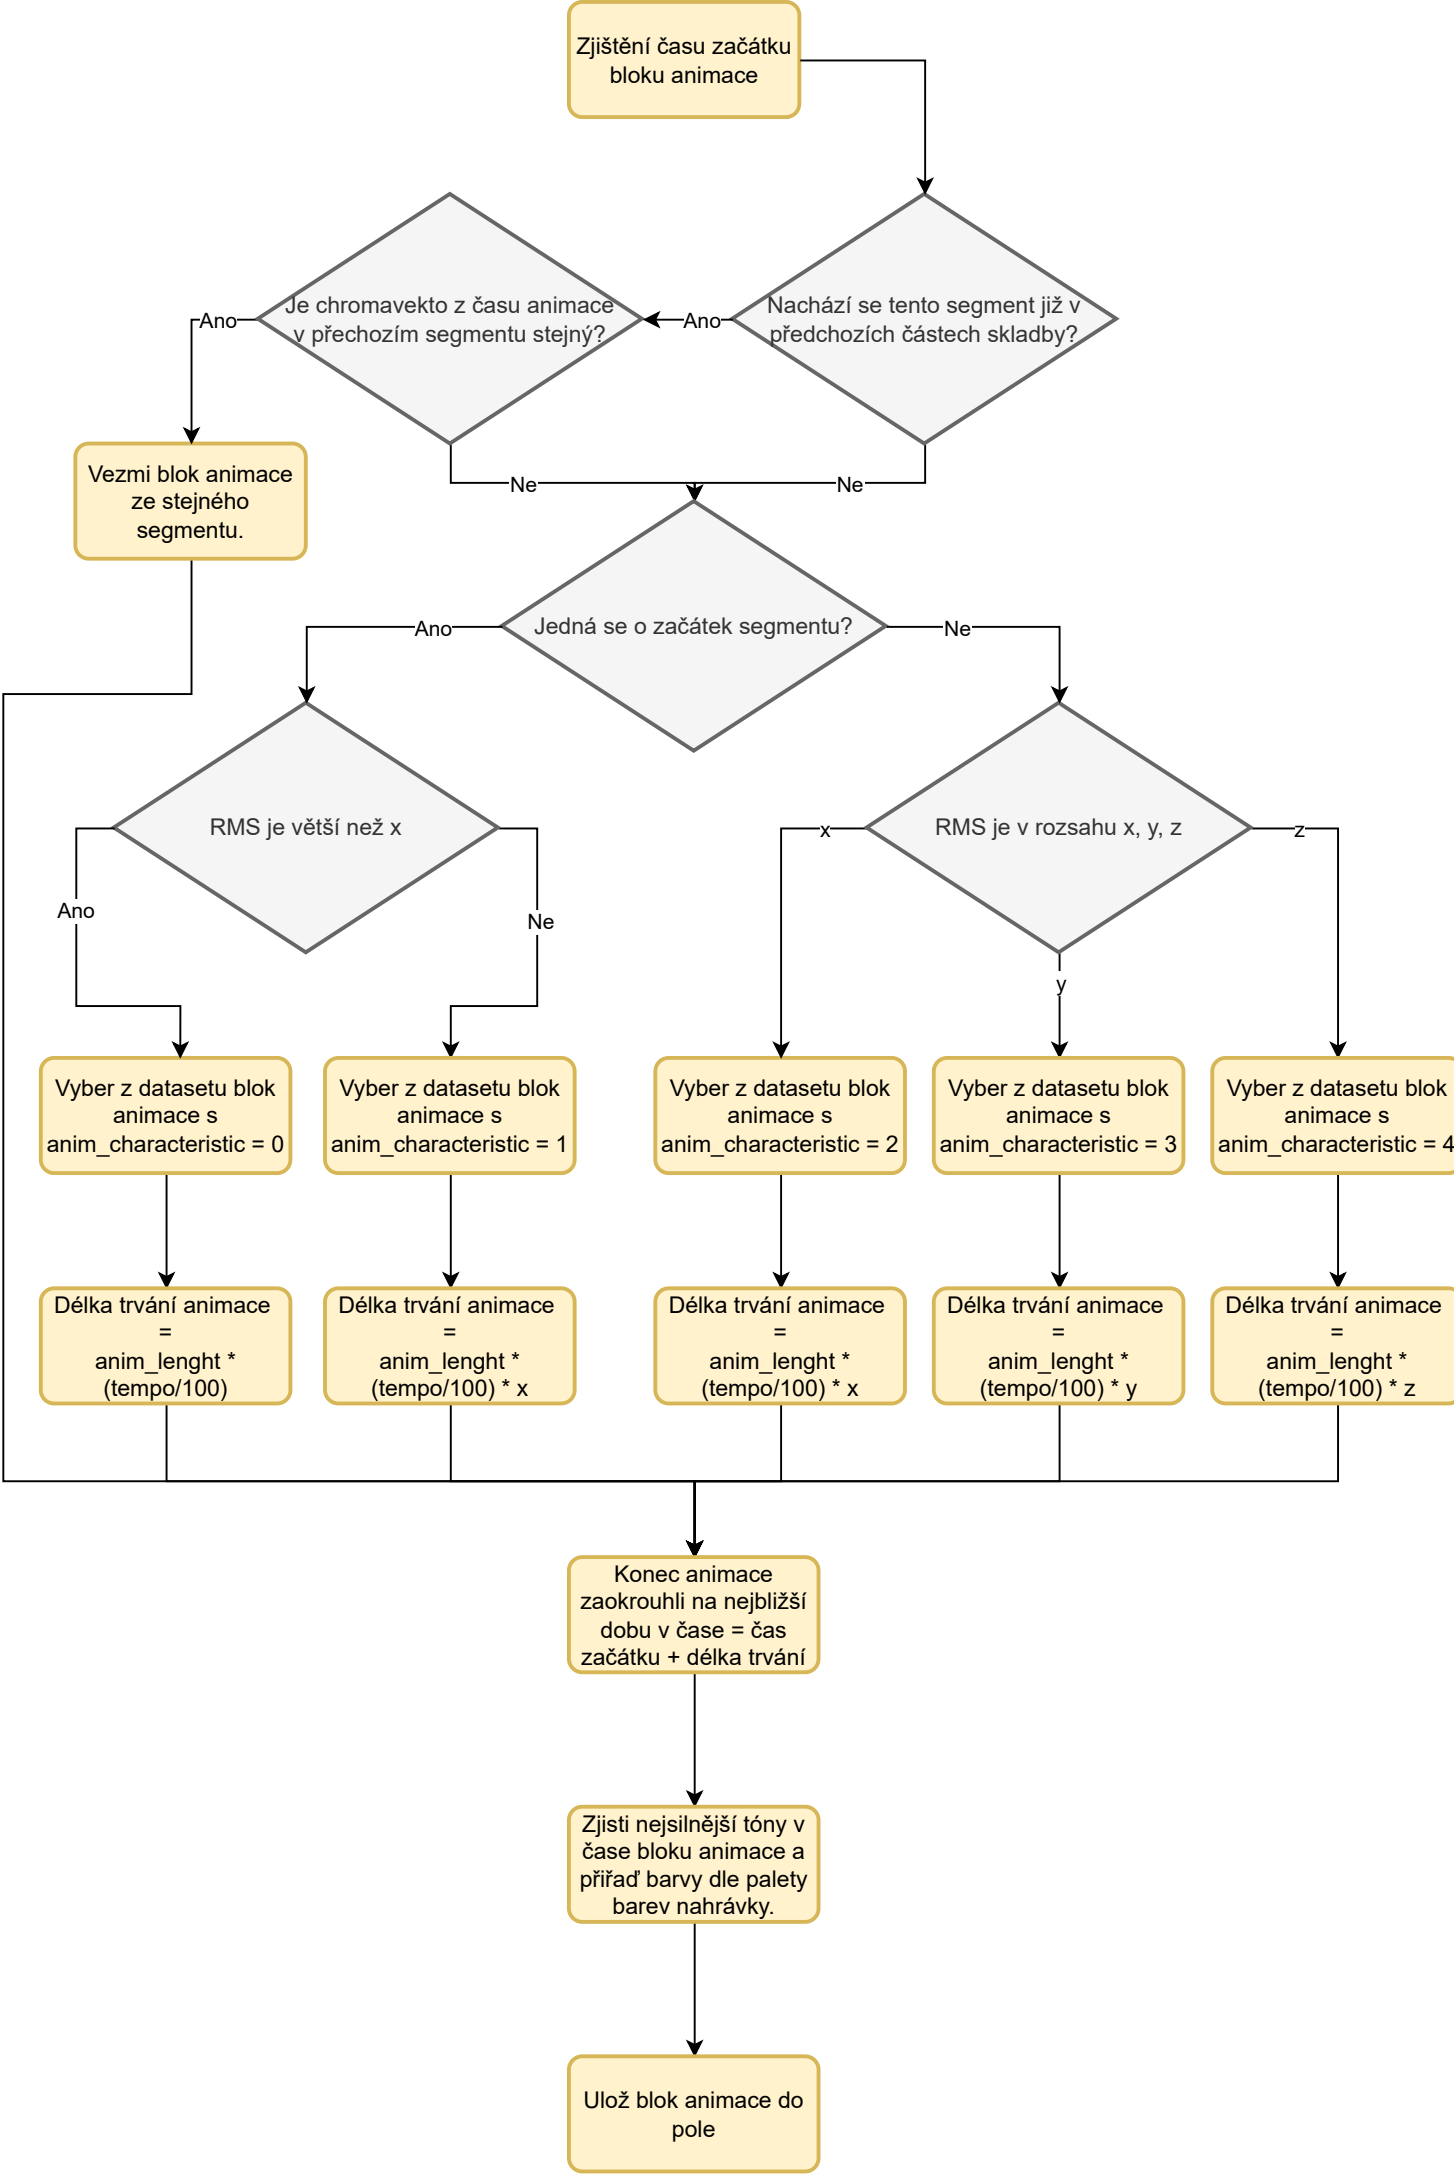 Zjištění času začátku
bloku animace
Je chromavekto z času animace
v přechozím segmentu stejný?
Nachází se tento segment již v
předchozích částech skladby?
Ano
Ano
Vezmi blok animace
ze stejného
segmentu.
Ne
Ne
Jedná se o začátek segmentu?
Ano
Ne
RMS je větší než x
RMS je v rozsahu x, y, z
x
z
Ano
Ne
y
Vyber z datasetu blok
animace s
anim_characteristic = 0
Vyber z datasetu blok
animace s
anim_characteristic = 1
Vyber z datasetu blok
animace s
anim_characteristic = 2
Vyber z datasetu blok
animace s
anim_characteristic = 3
Vyber z datasetu blok
animace s
anim_characteristic = 4
Délka trvání animace
=
anim_lenght *
(tempo/100)
Délka trvání animace
=
anim_lenght *
(tempo/100) * x
Délka trvání animace
=
anim_lenght *
(tempo/100) * x
Délka trvání animace
=
anim_lenght *
(tempo/100) * y
Délka trvání animace
=
anim_lenght *
(tempo/100) * z
Konec animace
zaokrouhli na nejbližší
dobu v čase = čas
začátku + délka trvání
Zjisti nejsilnější tóny v
čase bloku animace a
přiřaď barvy dle palety
barev nahrávky.
Ulož blok animace do
pole